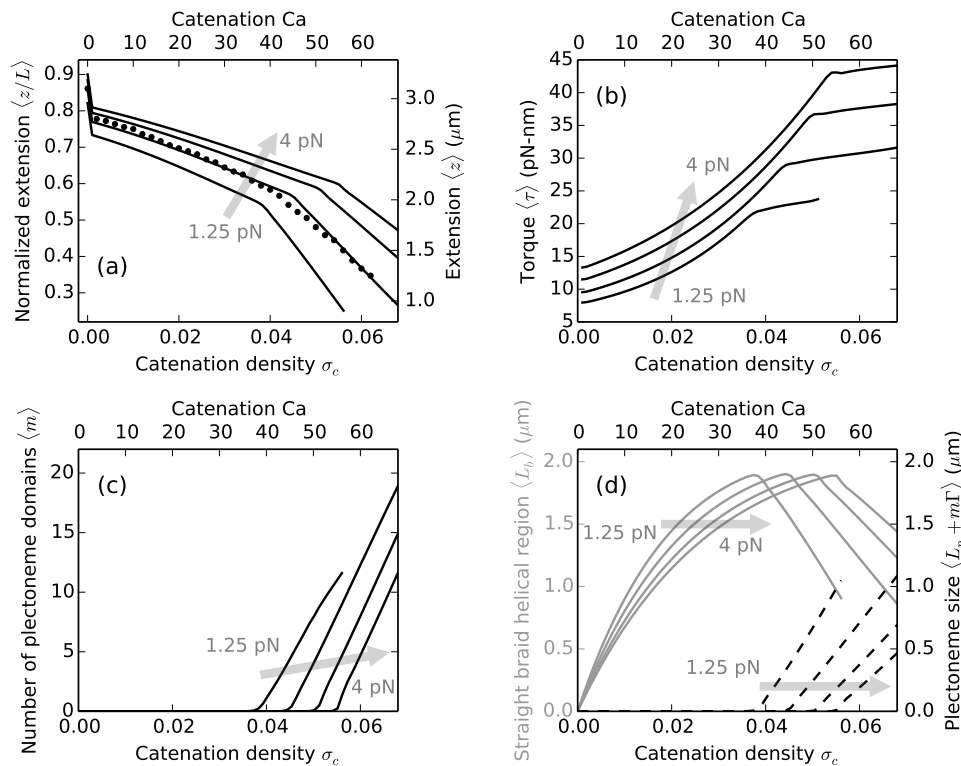 Catenation Ca
0 10 20 30 40 50 60
Normalized extension ⟨z/L⟩
0.9
0.8
0.7
0.6
0.5
0.4
0.3
4 pN
1.25 pN
(a)
3.0
2.5
2.0
1.5
1.0
Extension ⟨z⟩ (μm)
0.00 0.02 0.04 0.06
Catenation density σc
Catenation Ca
0 10 20 30 40 50 60
Torque ⟨τ⟩ (pN-nm)
45
40
35
30
25
20
15
10
5
(b)
4 pN
1.25 pN
0.00 0.02 0.04 0.06
Catenation density σc
Catenation Ca
0 10 20 30 40 50 60
Number of plectoneme domains ⟨m⟩
20
15
10
5
0
(c)
1.25 pN
4 pN
0.00 0.02 0.04 0.06
Catenation density σc
Catenation Ca
0 10 20 30 40 50 60
Straight braid helical region ⟨Lb⟩ (μm)
2.0
1.5
1.0
0.5
0.0
(d)
1.25 pN
4 pN
1.25 pN
2.0
1.5
1.0
0.5
0.0
Plectoneme size ⟨Lp+mΓ⟩ (μm)
0.00 0.02 0.04 0.06
Catenation density σc